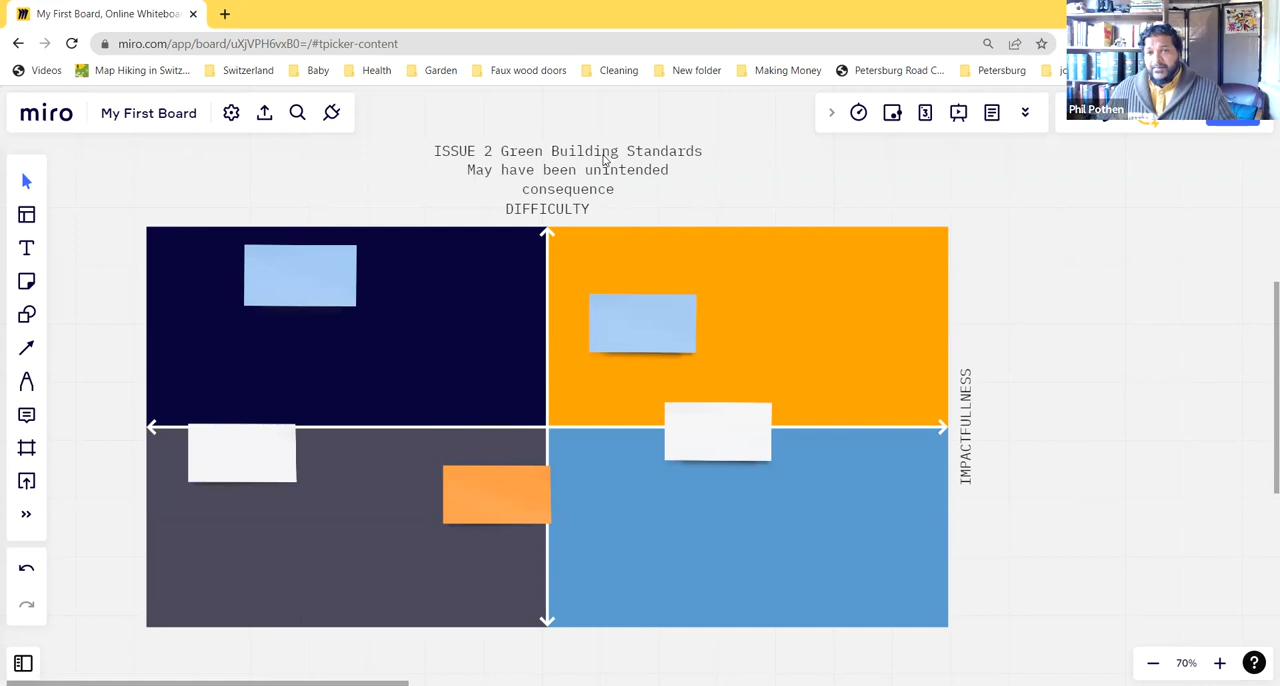 My First Board, Online Whiteboa
miro.com/app/board/uXjVPH6vxB0=/#tpicker-content
Videos
Map Hiking in Switz...
Switzerland
Baby
Health
Garden
Faux wood doors
Cleaning
New folder
Making Money
Petersburg Road C...
Petersburg
Phil Pothen
miro
My First Board
3
ISSUE 2 Green Building Standards
May have been unintended
consequence
DIFFICULTY
IMPACTFULLNESS
70%